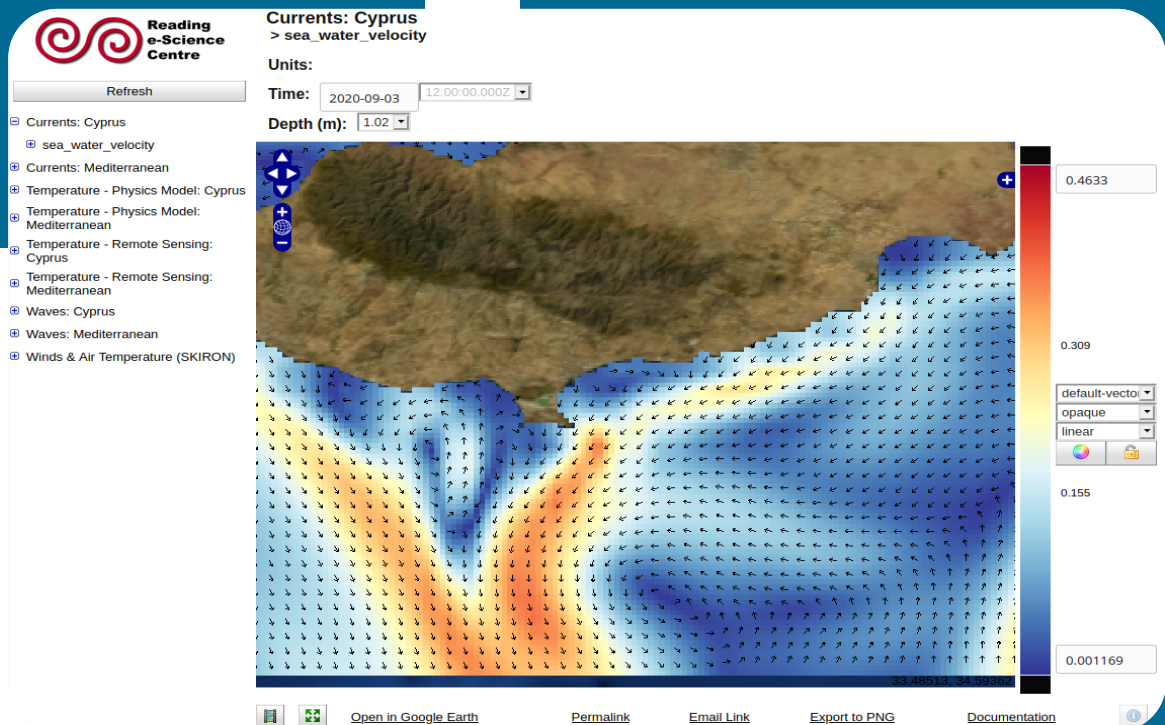 Reading
e-Science
Centre
Refresh
Currents: Cyprus
sea_water_velocity
Currents: Mediterranean
Temperature - Physics Model: Cyprus
Temperature - Physics Model:
Mediterranean
Temperature - Remote Sensing:
Cyprus
Temperature - Remote Sensing:
Mediterranean
Waves: Cyprus
Waves: Mediterranean
Winds & Air Temperature (SKIRON)
Currents: Cyprus
> sea_water_velocity
Units:
Time: 2020-09-03 12:00:00.000Z
Depth (m): 1.02
0.4633
0.309
default-vecto
opaque
linear
0.155
0.001169
33.48513, 34.59362
Open in Google Earth
Permalink
Email Link
Export to PNG
Documentation